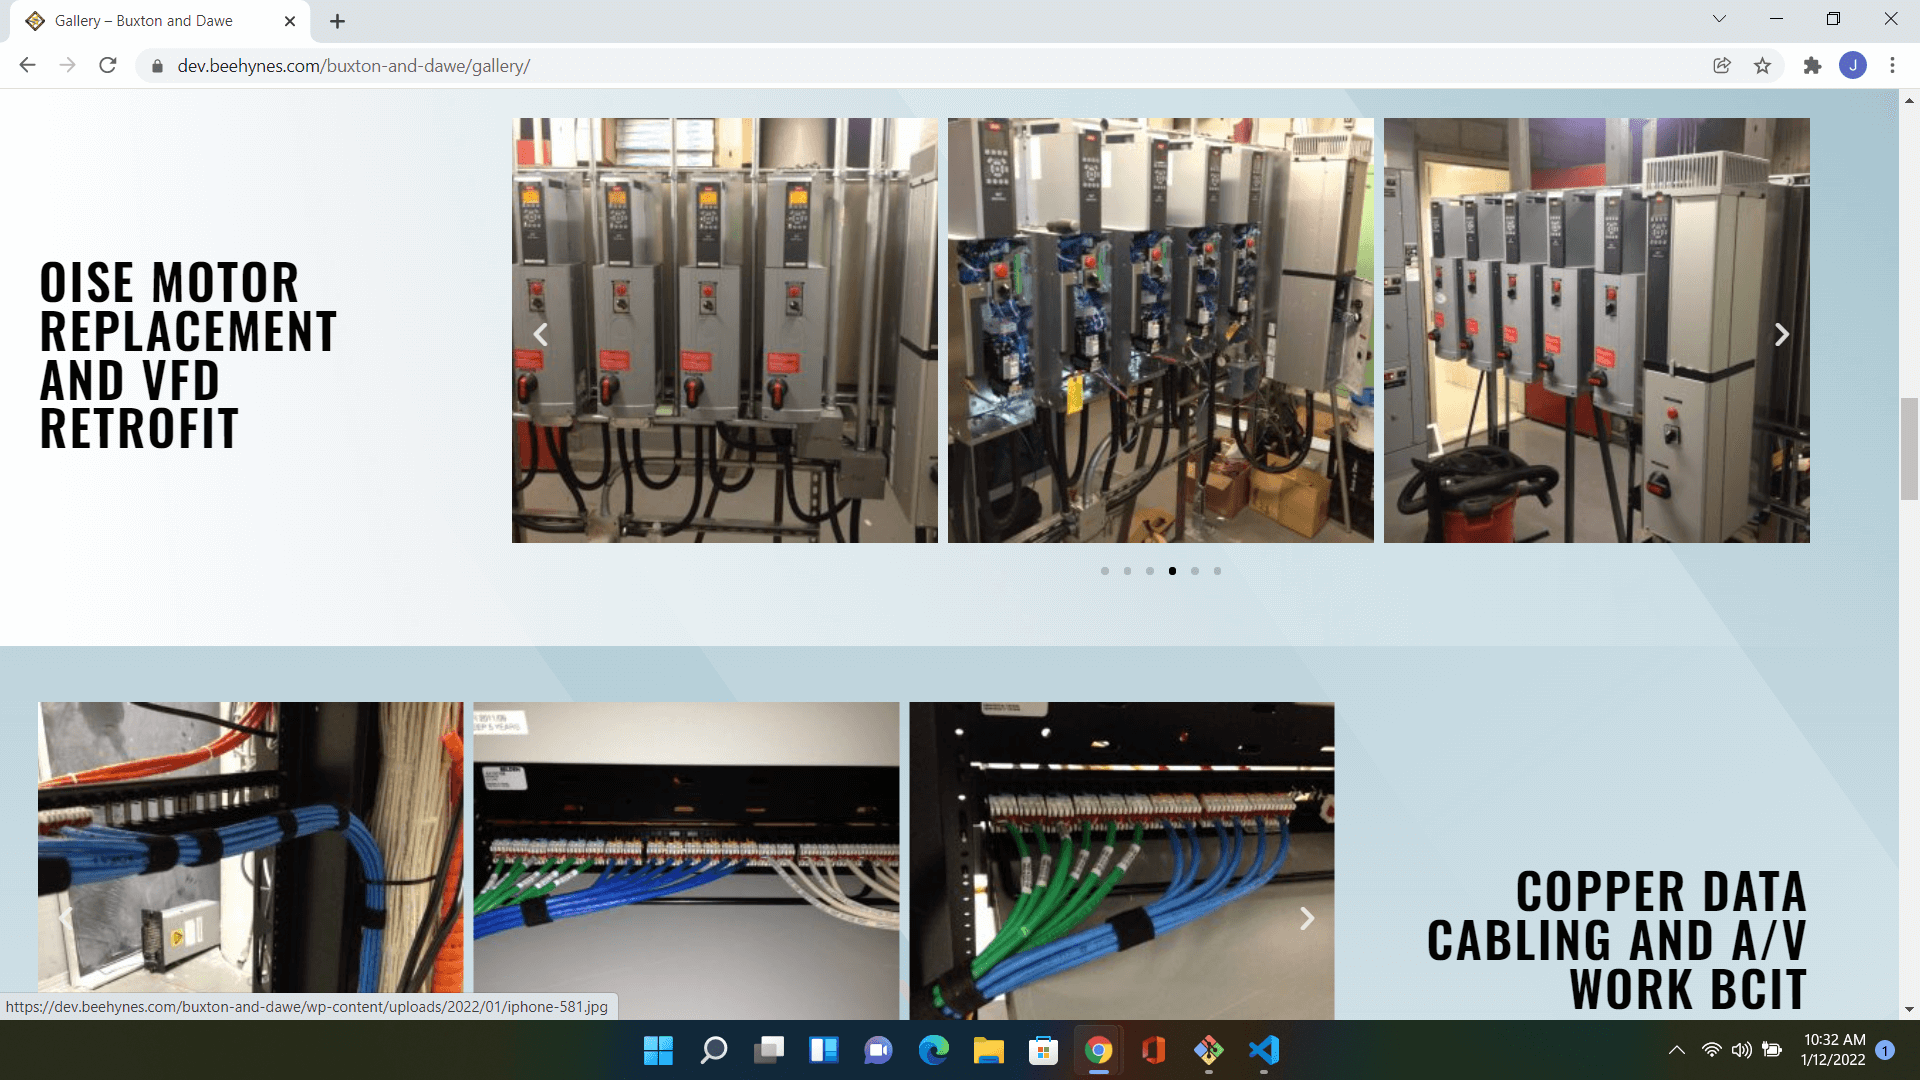 Gallery – Buxton and Dawe
dev.beehynes.com/buxton-and-dawe/gallery/
J
OISE MOTOR
REPLACEMENT
AND VFD
RETROFIT
COPPER DATA
CABLING AND A/V
WORK BCIT
https://dev.beehynes.com/buxton-and-dawe/wp-content/uploads/2022/01/iphone-581.jpg
10:32 AM
1/12/2022
1